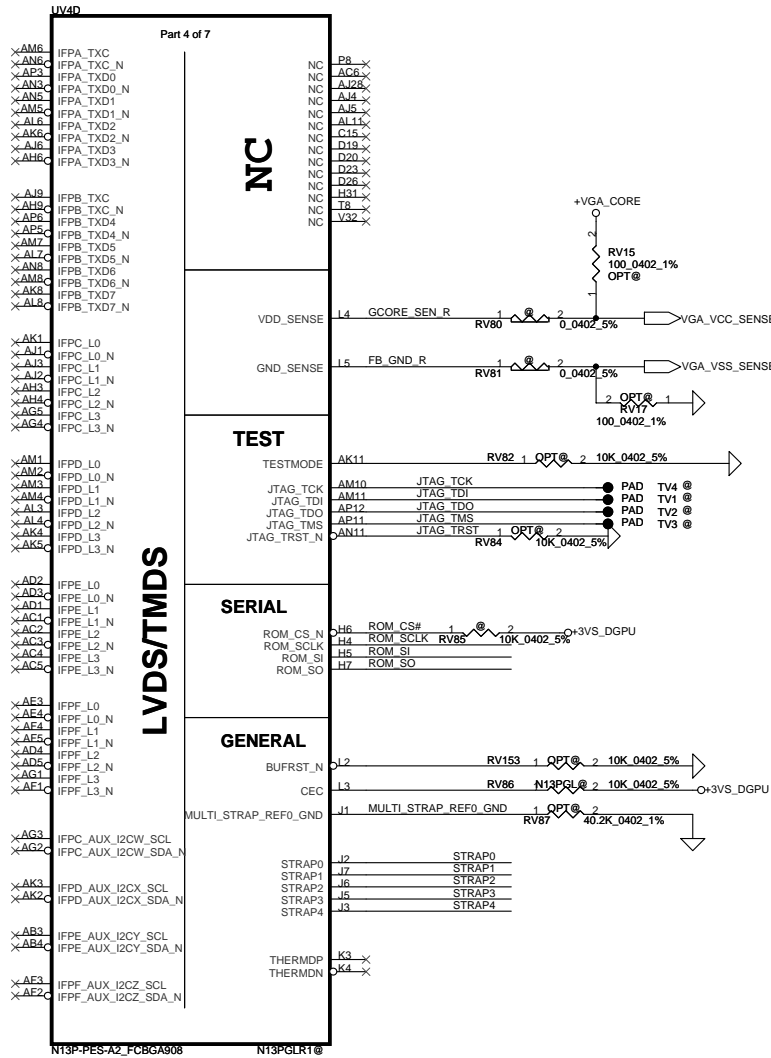 UV4D
Part 4 of 7
AM6 IFPA_TXC
AN6 IFPA_TXC_N
AP3 IFPA_TXD0
AN3 IFPA_TXD0_N
AN5 IFPA_TXD1
AM5 IFPA_TXD1_N
AL6 IFPA_TXD2
AK6 IFPA_TXD2_N
AJ6 IFPA_TXD3
AH6 IFPA_TXD3_N
AJ9 IFPB_TXC
AH9 IFPB_TXC_N
AP6 IFPB_TXD4
AP5 IFPB_TXD4_N
AM7 IFPB_TXD5
AL7 IFPB_TXD5_N
AN8 IFPB_TXD6
AM8 IFPB_TXD6_N
AK8 IFPB_TXD7
AL8 IFPB_TXD7_N
AK1 IFPC_L0
AJ1 IFPC_L0_N
AJ3 IFPC_L1
AJ2 IFPC_L1_N
AH3 IFPC_L2
AH4 IFPC_L2_N
AG5 IFPC_L3
AG4 IFPC_L3_N
AM1 IFPD_L0
AM2 IFPD_L0_N
AM3 IFPD_L1
AM4 IFPD_L1_N
AL3 IFPD_L2
AL4 IFPD_L2_N
AK4 IFPD_L3
AK5 IFPD_L3_N
AD2 IFPE_L0
AD3 IFPE_L0_N
AD1 IFPE_L1
AC1 IFPE_L1_N
AC2 IFPE_L2
AC3 IFPE_L2_N
AC4 IFPE_L3
AC5 IFPE_L3_N
AE3 IFPF_L0
AE4 IFPF_L0_N
AF4 IFPF_L1
AF5 IFPF_L1_N
AD4 IFPF_L2
AD5 IFPF_L2_N
AG1 IFPF_L3
AF1 IFPF_L3_N
AG3 IFPC_AUX_I2CW_SCL
AG2 IFPC_AUX_I2CW_SDA_N
AK3 IFPD_AUX_I2CX_SCL
AK2 IFPD_AUX_I2CX_SDA_N
AB3 IFPE_AUX_I2CY_SCL
AB4 IFPE_AUX_I2CY_SDA_N
AF3 IFPF_AUX_I2CZ_SCL
AF2 IFPF_AUX_I2CZ_SDA_N
LVDS/TMDS
NC
NC P8
NC AC6
NC AJ28
NC AJ4
NC AJ5
NC AL11
NC C15
NC D19
NC D20
NC D23
NC D26
NC H31
NC T8
NC V32
+VGA_CORE
2
RV15
100_0402_1%
OPT@
1
VDD_SENSE L4 GCORE_SEN_R 1 @ 2 VGA_VCC_SENSE
RV80 0_0402_5%
GND_SENSE L5 FB_GND_R 1 @ 2 VGA_VSS_SENSE
RV81 0_0402_5%
2 OPT@ 1
RV17
100_0402_1%
TEST
TESTMODE AK11 RV82 1 OPT@ 2 10K_0402_5%
JTAG_TCK AM10 JTAG_TCK PAD TV4 @
JTAG_TDI AM11 JTAG_TDI PAD TV1 @
JTAG_TDO AP12 JTAG_TDO PAD TV2 @
JTAG_TMS AP11 JTAG_TMS PAD TV3 @
JTAG_TRST_N AN11 JTAG_TRST 1 OPT@ 2
RV84 10K_0402_5%
SERIAL
ROM_CS_N H6 ROM_CS# 1 @ 2 +3VS_DGPU
ROM_SCLK H4 ROM_SCLK RV85 10K_0402_5%
ROM_SI H5 ROM_SI
ROM_SO H7 ROM_SO
GENERAL
BUFRST_N L2 RV153 1 OPT@ 2 10K_0402_5%
CEC L3 RV86 1 N13PGL@ 2 10K_0402_5% +3VS_DGPU
MULTI_STRAP_REF0_GND J1 MULTI_STRAP_REF0_GND 1 OPT@ 2
RV87 40.2K_0402_1%
STRAP0 J2 STRAP0
STRAP1 J7 STRAP1
STRAP2 J6 STRAP2
STRAP3 J5 STRAP3
STRAP4 J3 STRAP4
THERMDP K3
THERMDN K4
N13P-PES-A2_FCBGA908 N13PGLR1@